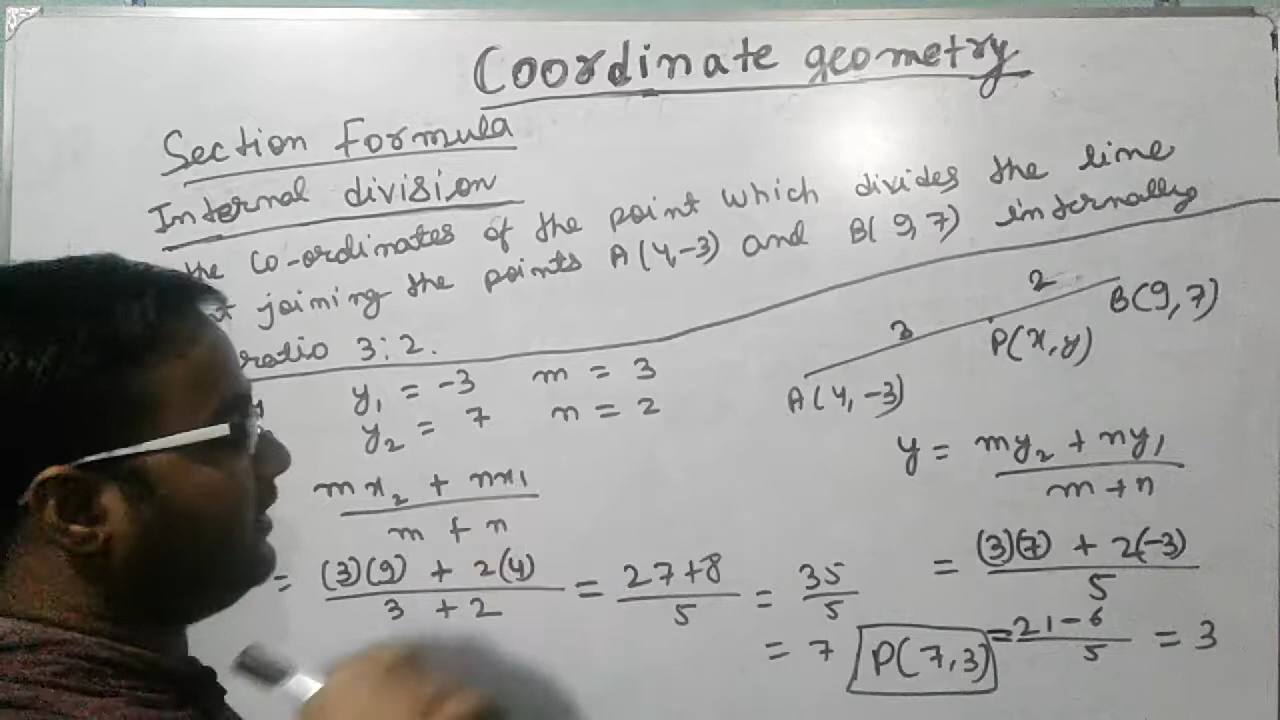 Coordinate geometry
Section Formula
Internal division
the co-ordinates of the point which divides the line
joining the points A(4,-3) and B(9,7) internally
ratio 3:2.
y₁ = -3 m = 3
y₂ = 7 n = 2
3 2
A(4,-3) P(x,y) B(9,7)
mx₂ + nx₁ / m + n
= (3)(9) + 2(4) / 3 + 2 = 27+8 / 5 = 35 / 5
= 7 P(7,3)
y = my₂ + ny₁ / m + n
= (3)(7) + 2(-3) / 5
= 21-6 / 5 = 3